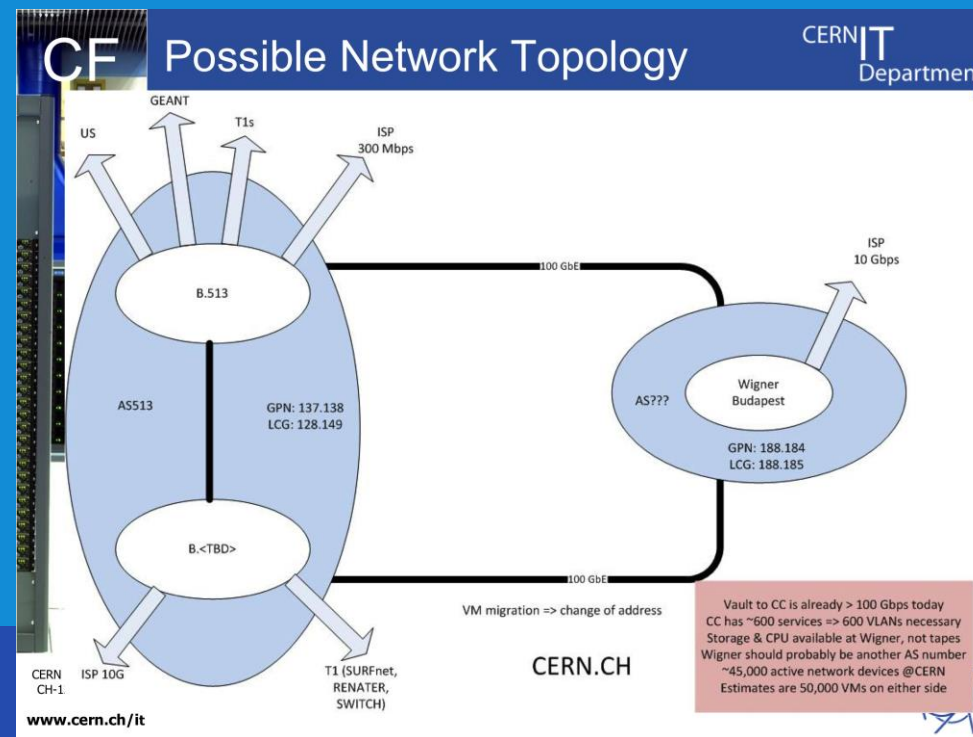 CF Possible Network Topology
CERN IT
Departmen
GEANT
US
T1s
ISP
300 Mbps
B.513
100 GbE
ISP
10 Gbps
AS513
GPN: 137.138
LCG: 128.149
AS???
Wigner
Budapest
GPN: 188.184
LCG: 188.185
B.<TBD>
100 GbE
VM migration => change of address
CERN.CH
Vault to CC is already > 100 Gbps today
CC has ~600 services => 600 VLANs necessary
Storage & CPU available at Wigner, not tapes
Wigner should probably be another AS number
~45,000 active network devices @CERN
Estimates are 50,000 VMs on either side
CERN
CH-1
ISP 10G
T1 (SURFnet,
RENATER,
SWITCH)
www.cern.ch/it